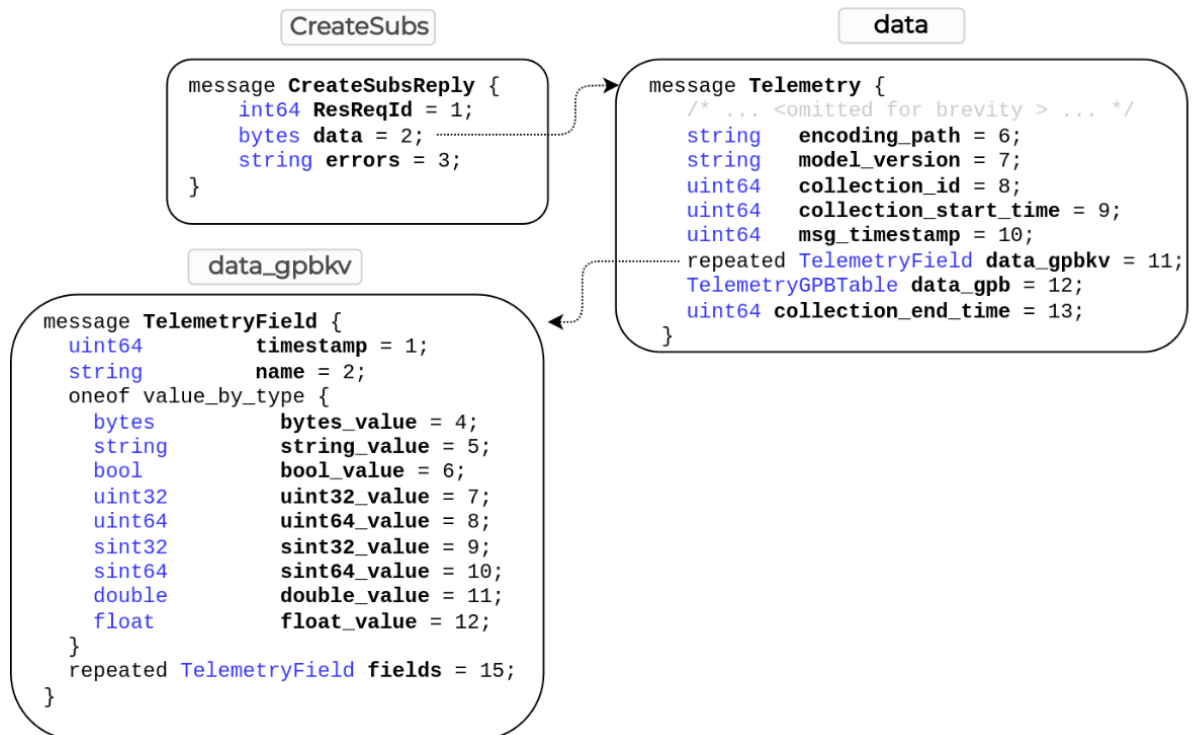 CreateSubs
message CreateSubsReply {
int64 ResReqId = 1;
bytes data = 2;
string errors = 3;
}
data
message Telemetry {
/* ... <omitted for brevity > ... */
string encoding_path = 6;
string model_version = 7;
uint64 collection_id = 8;
uint64 collection_start_time = 9;
uint64 msg_timestamp = 10;
repeated TelemetryField data_gpbkv = 11;
TelemetryGPBTable data_gpb = 12;
uint64 collection_end_time = 13;
}
data_gpbkv
message TelemetryField {
uint64 timestamp = 1;
string name = 2;
oneof value_by_type {
bytes bytes_value = 4;
string string_value = 5;
bool bool_value = 6;
uint32 uint32_value = 7;
uint64 uint64_value = 8;
sint32 sint32_value = 9;
sint64 sint64_value = 10;
double double_value = 11;
float float_value = 12;
}
repeated TelemetryField fields = 15;
}